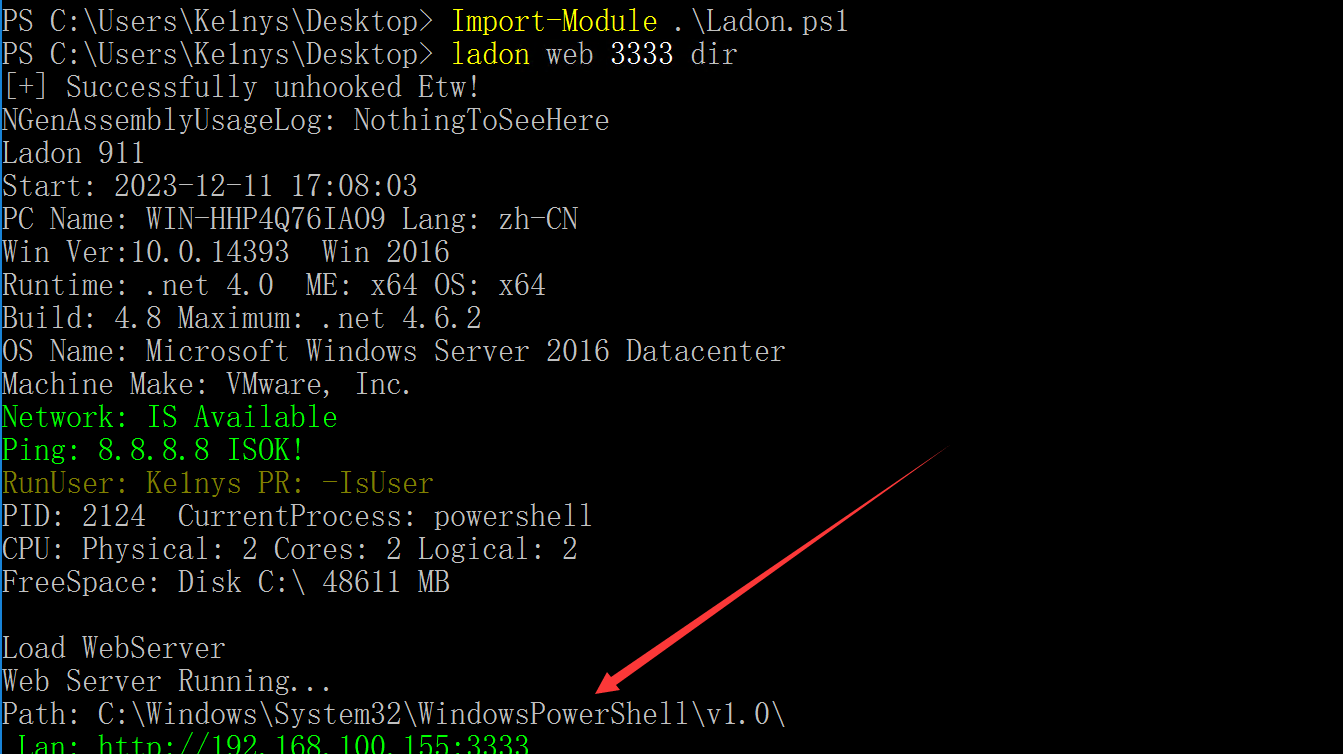 PS C:\Users\Ke1nys\Desktop> Import-Module .\Ladon.ps1
PS C:\Users\Ke1nys\Desktop> ladon web 3333 dir
[+] Successfully unhooked Etw!
NGenAssemblyUsageLog: NothingToSeeHere
Ladon 911
Start: 2023-12-11 17:08:03
PC Name: WIN-HHP4Q76IAO9 Lang: zh-CN
Win Ver:10.0.14393  Win 2016
Runtime: .net 4.0  ME: x64 OS: x64
Build: 4.8 Maximum: .net 4.6.2
OS Name: Microsoft Windows Server 2016 Datacenter
Machine Make: VMware, Inc.
Network: IS Available
Ping: 8.8.8.8 ISOK!
RunUser: Ke1nys PR: -IsUser
PID: 2124  CurrentProcess: powershell
CPU: Physical: 2 Cores: 2 Logical: 2
FreeSpace: Disk C:\ 48611 MB
Load WebServer
Web Server Running...
Path: C:\Windows\System32\WindowsPowerShell\v1.0\
Lan: http://192.168.100.155:3333